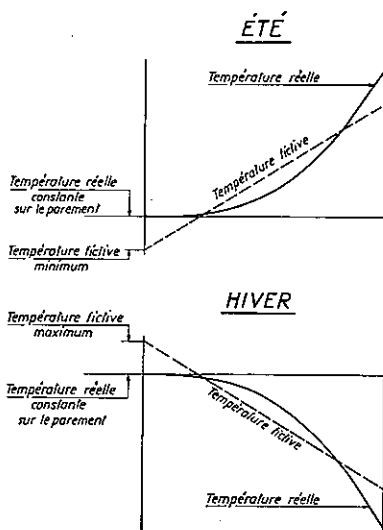 ÉTÉ
Température réelle
Température fictive
Température réelle
constante
sur le parement
Température fictive
minimum
HIVER
Température fictive
maximum
Température réelle
constante
sur le parement
Température fictive
Température réelle